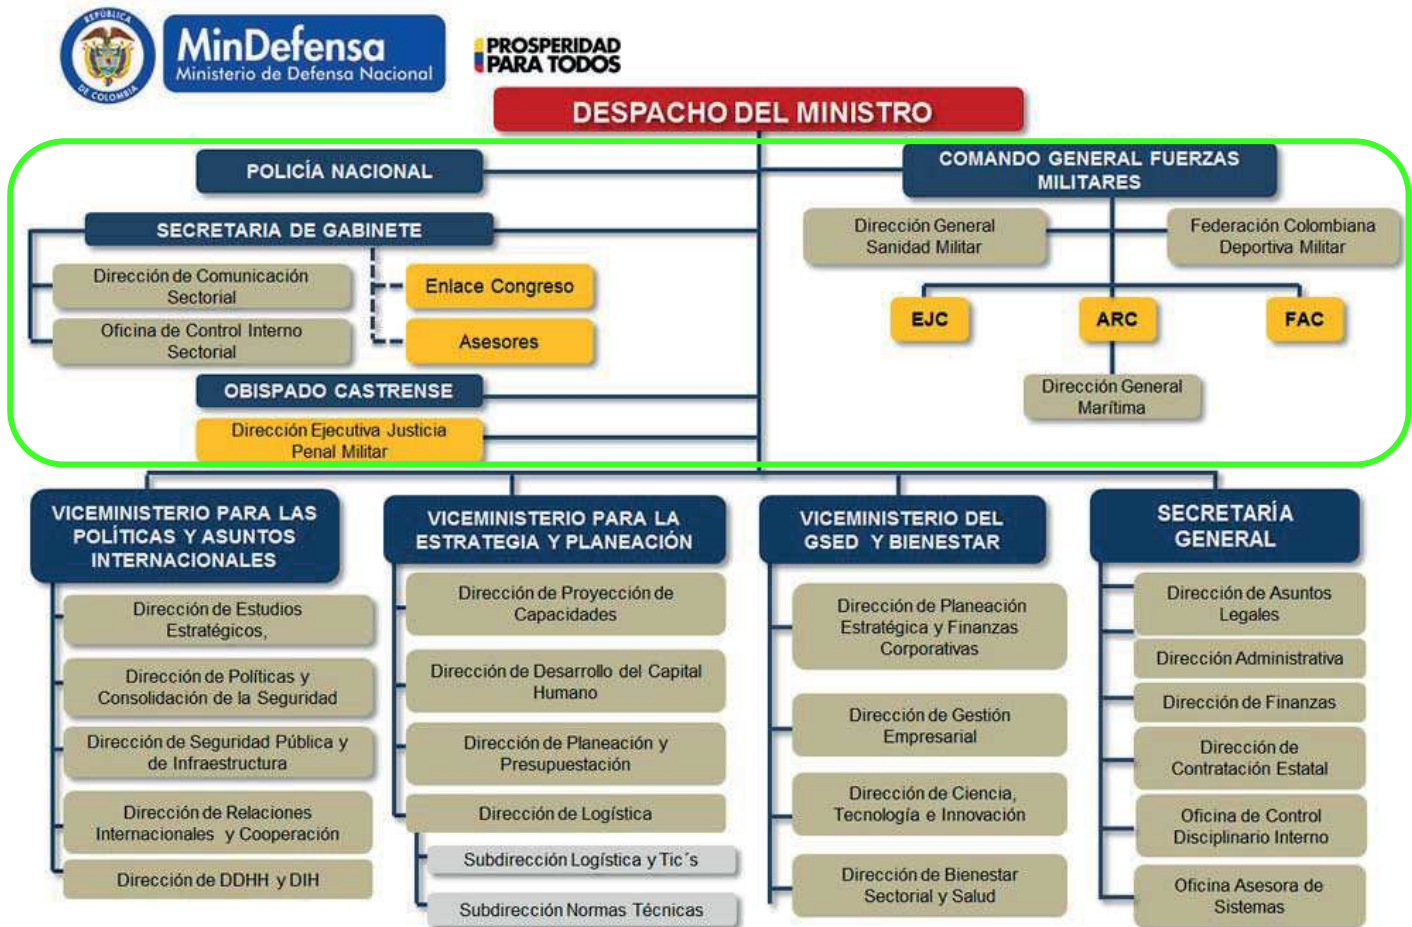 REPÚBLICA
DE COLOMBIA
MinDefensa
Ministerio de Defensa Nacional
PROSPERIDAD
PARA TODOS
DESPACHO DEL MINISTRO
POLICÍA NACIONAL
COMANDO GENERAL FUERZAS
MILITARES
SECRETARIA DE GABINETE
Dirección de Comunicación
Sectorial
Oficina de Control Interno
Sectorial
Enlace Congreso
Asesores
Dirección General
Sanidad Militar
Federación Colombiana
Deportiva Militar
EJC
ARC
FAC
Dirección General
Marítima
OBISPADO CASTRENSE
Dirección Ejecutiva Justicia
Penal Militar
VICEMINISTERIO PARA LAS
POLÍTICAS Y ASUNTOS
INTERNACIONALES
Dirección de Estudios
Estratégicos,
Dirección de Políticas y
Consolidación de la Seguridad
Dirección de Seguridad Pública y
de Infraestructura
Dirección de Relaciones
Internacionales y Cooperación
Dirección de DDHH y DIH
VICEMINISTERIO PARA LA
ESTRATEGIA Y PLANEACIÓN
Dirección de Proyección de
Capacidades
Dirección de Desarrollo del Capital
Humano
Dirección de Planeación y
Presupuestación
Dirección de Logística
Subdirección Logística y Tic´s
Subdirección Normas Técnicas
VICEMINISTERIO DEL
GSED Y BIENESTAR
Dirección de Planeación
Estratégica y Finanzas
Corporativas
Dirección de Gestión
Empresarial
Dirección de Ciencia,
Tecnología e Innovación
Dirección de Bienestar
Sectorial y Salud
SECRETARÍA
GENERAL
Dirección de Asuntos
Legales
Dirección Administrativa
Dirección de Finanzas
Dirección de
Contratación Estatal
Oficina de Control
Disciplinario Interno
Oficina Asesora de
Sistemas